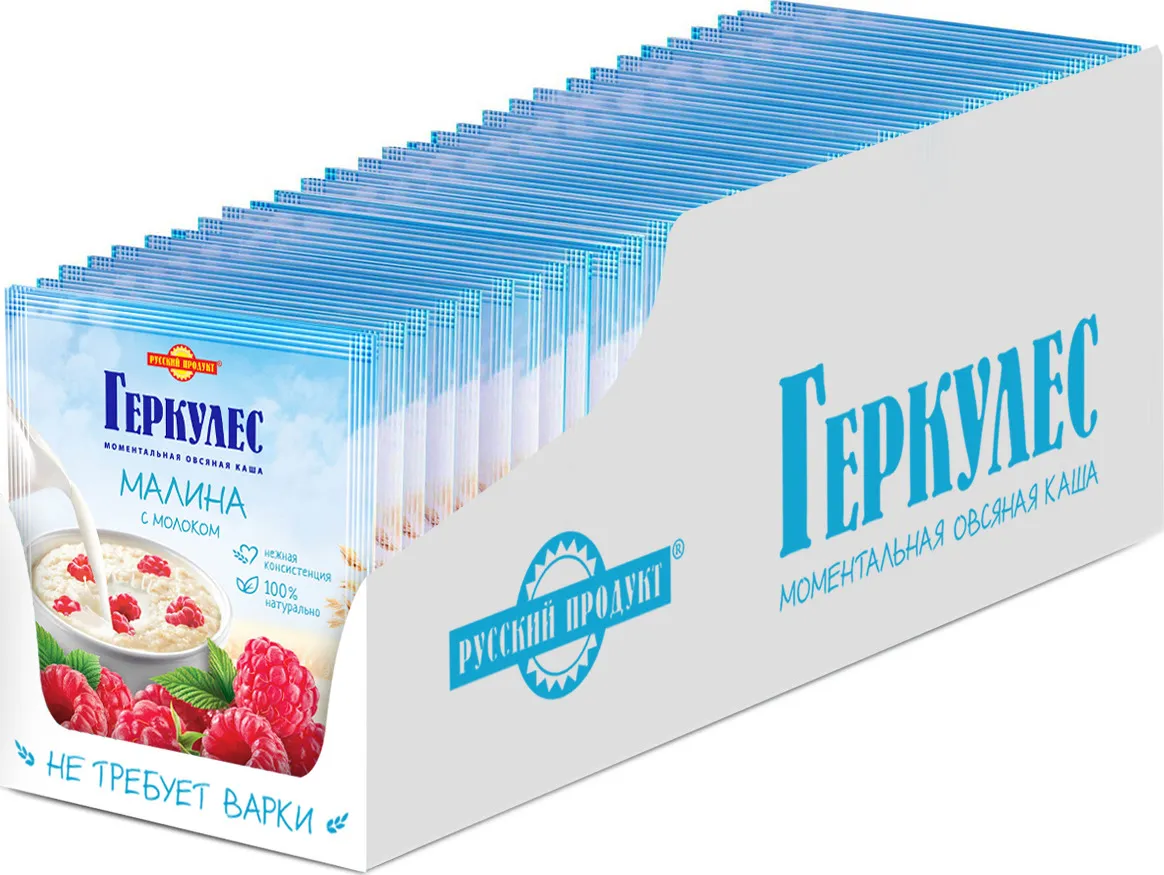 РУССКИЙ ПРОДУКТ®
ГЕРКУЛЕС
МОМЕНТАЛЬНАЯ ОВСЯНАЯ КАША
МАЛИНА
С МОЛОКОМ
НЕЖНАЯ
КОНСИСТЕНЦИЯ
100%
НАТУРАЛЬНО
НЕ ТРЕБУЕТ ВАРКИ
РУССКИЙ ПРОДУКТ®
ГЕРКУЛЕС
МОМЕНТАЛЬНАЯ ОВСЯНАЯ КАША